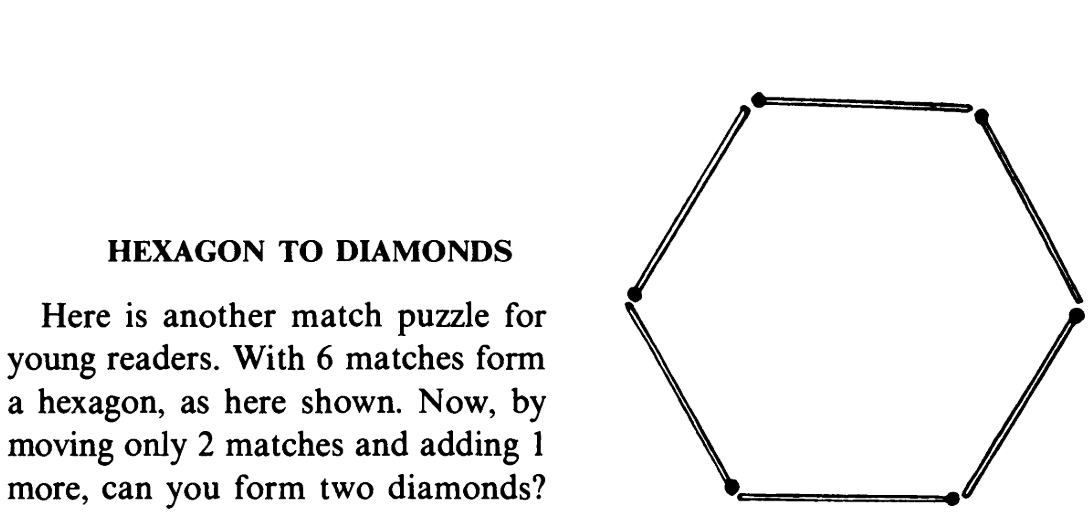 HEXAGON TO DIAMONDS
Here is another match puzzle for
young readers. With 6 matches form
a hexagon, as here shown. Now, by
moving only 2 matches and adding 1
more, can you form two diamonds?